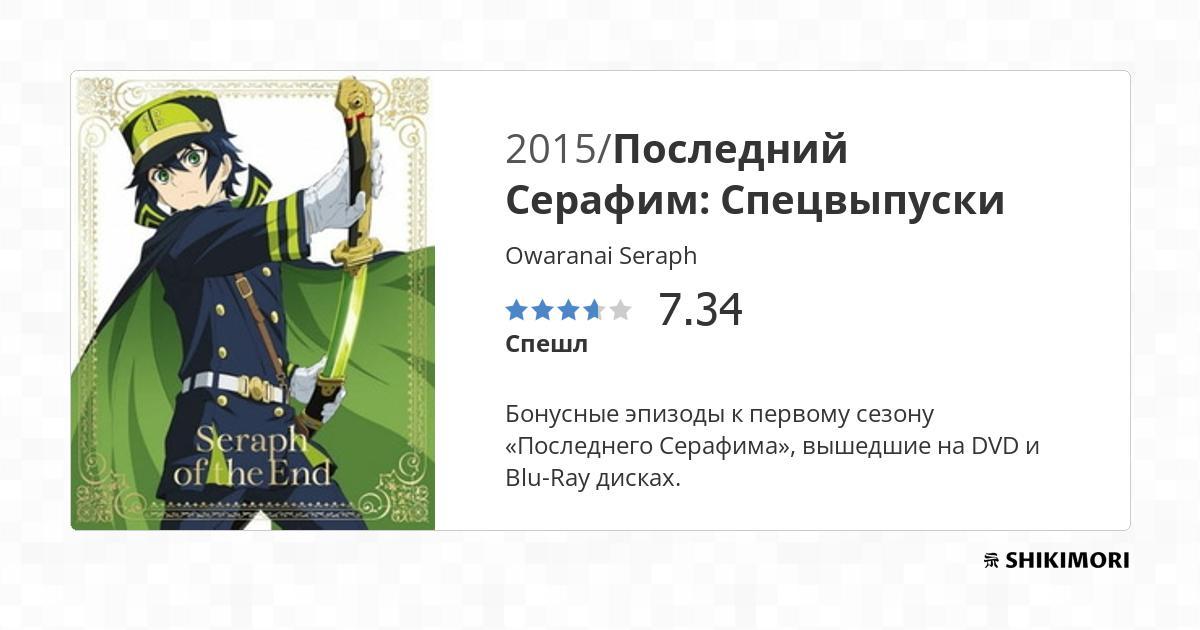 Seraph
of the End
2015/Последний
Серафим: Спецвыпуски
Owaranai Seraph
7.34
Спешл
Бонусные эпизоды к первому сезону
«Последнего Серафима», вышедшие на DVD и
Blu-Ray дисках.
SHIKIMORI